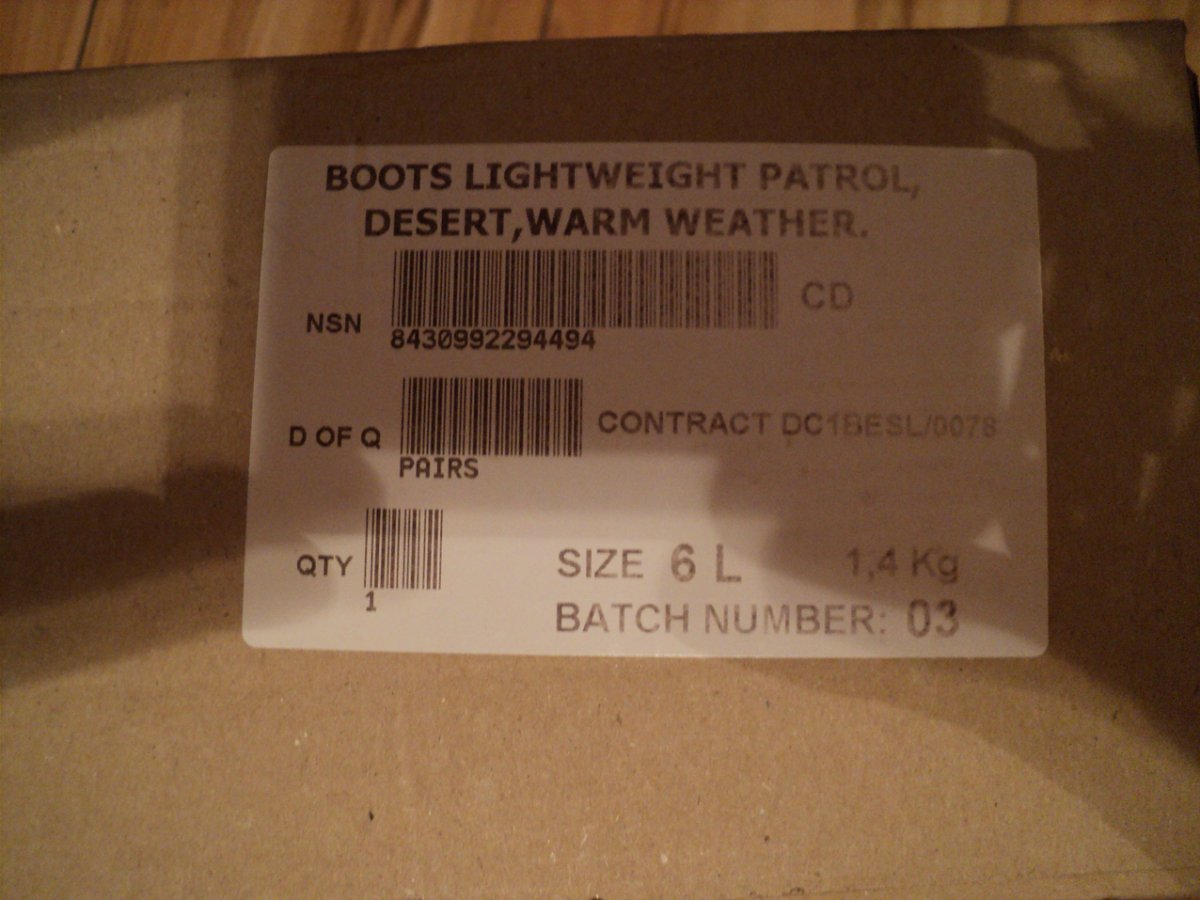 BOOTS LIGHTWEIGHT PATROL,
DESERT,WARM WEATHER.
CD
NSN
8430992294494
D OF Q
CONTRACT DC1BESL/0078
PAIRS
QTY
SIZE 6 L 1,4 Kg
1
BATCH NUMBER: 03